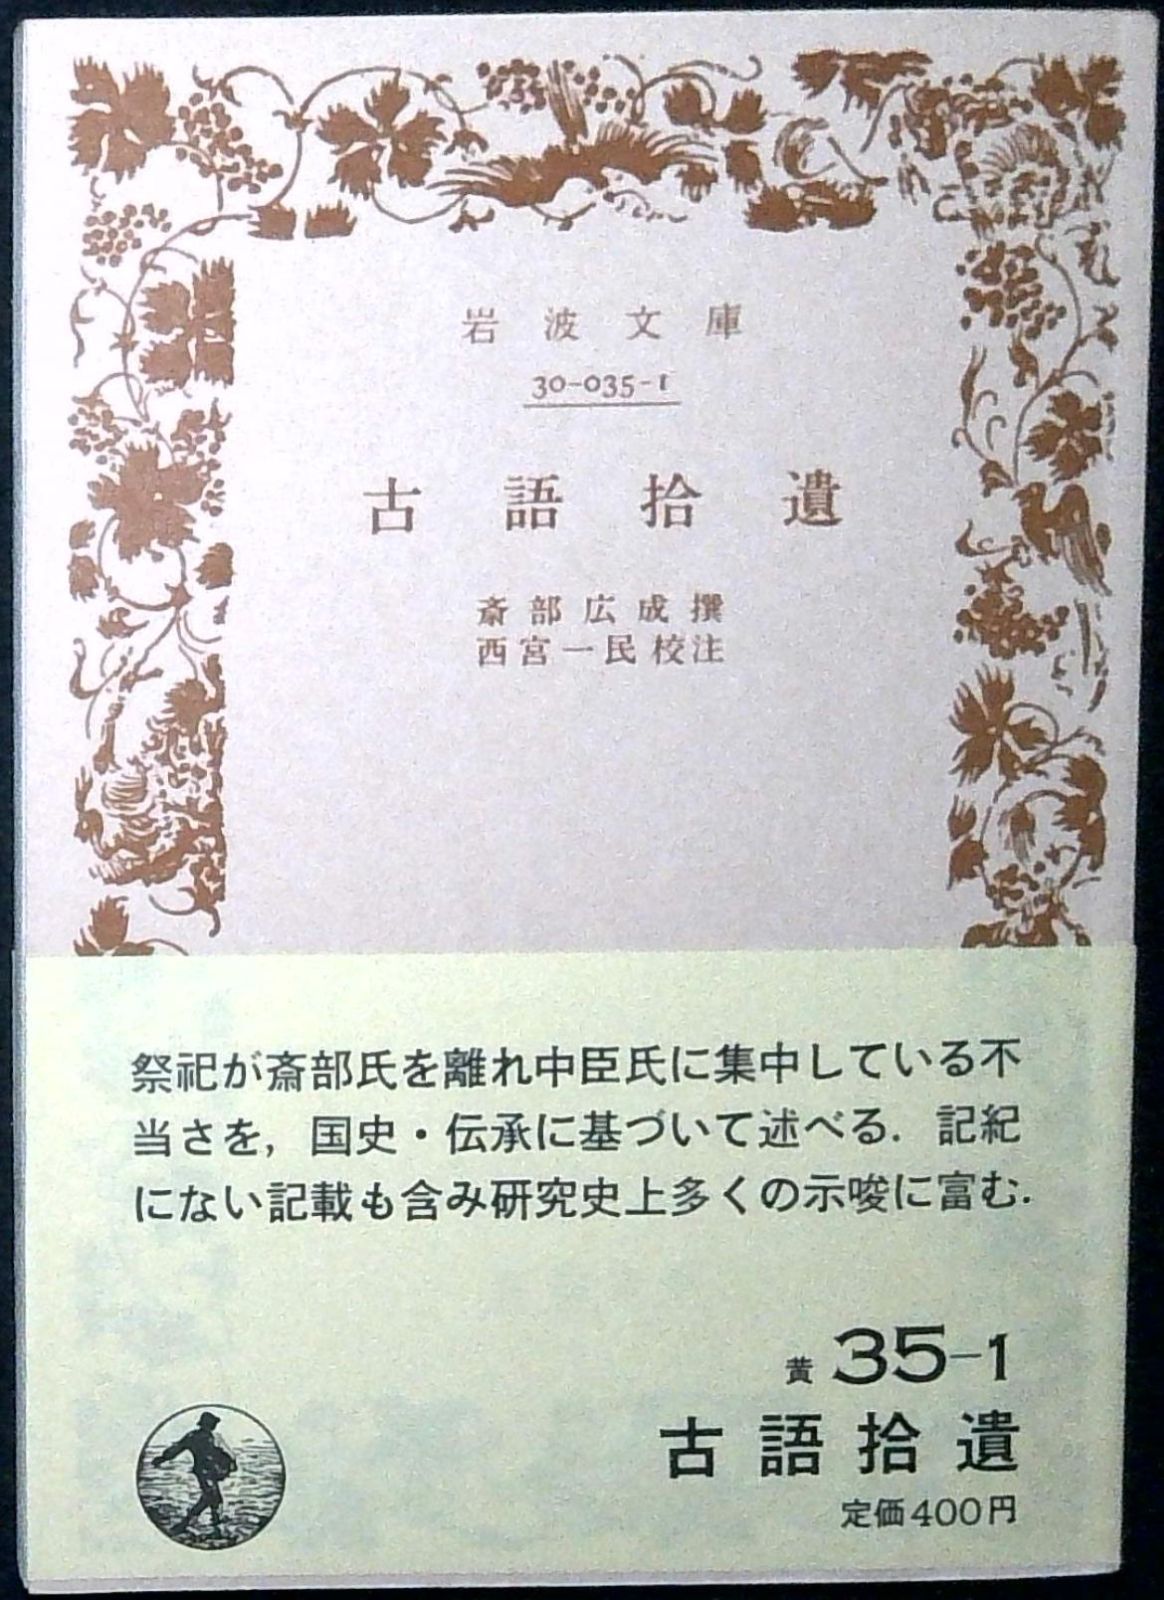 岩波文庫
30-035-1
古語拾遺
斎部広成撰
西宮一民校注
祭祀が斎部氏を離れ中臣氏に集中している不
当さを，国史・伝承に基づいて述べる．記紀
にない記載も含み研究史上多くの示唆に富む．
黄 35-1
古語拾遺
定価400円